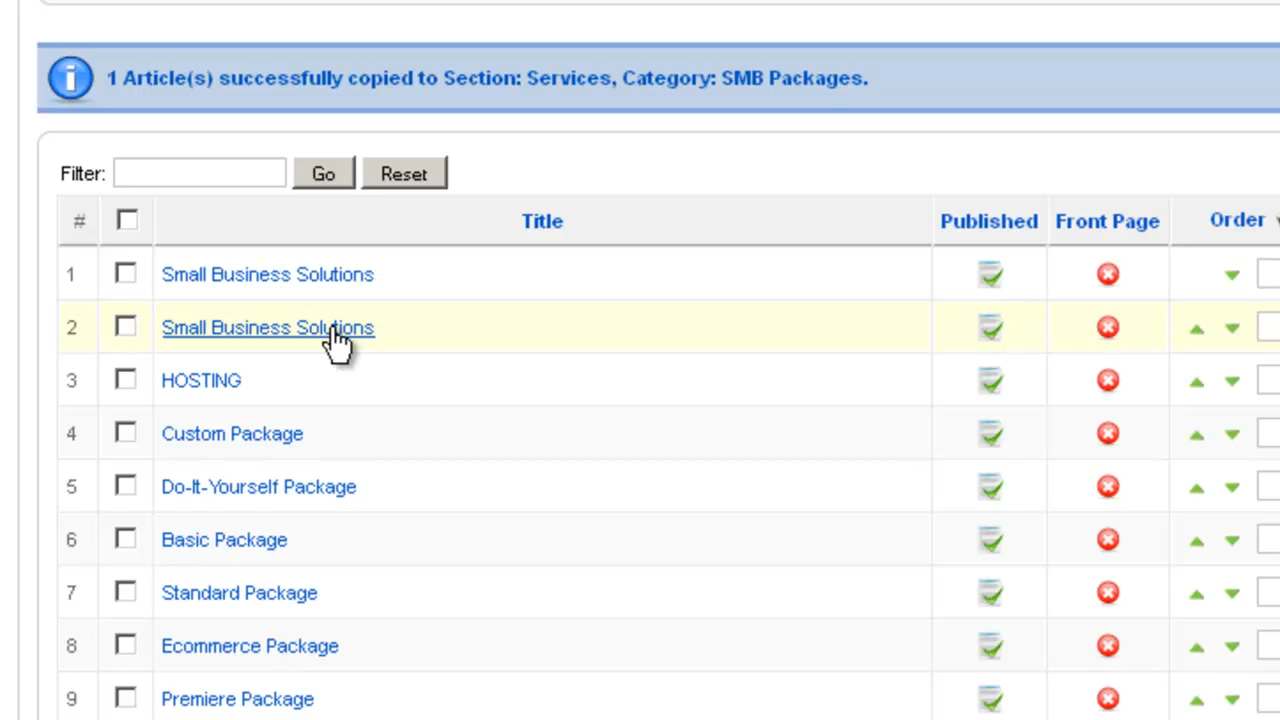 1 Article(s) successfully copied to Section: Services, Category: SMB Packages.
Filter: Go Reset
# Title Published Front Page Order
1 Small Business Solutions
2 Small Business Solutions
3 HOSTING
4 Custom Package
5 Do-It-Yourself Package
6 Basic Package
7 Standard Package
8 Ecommerce Package
9 Premiere Package